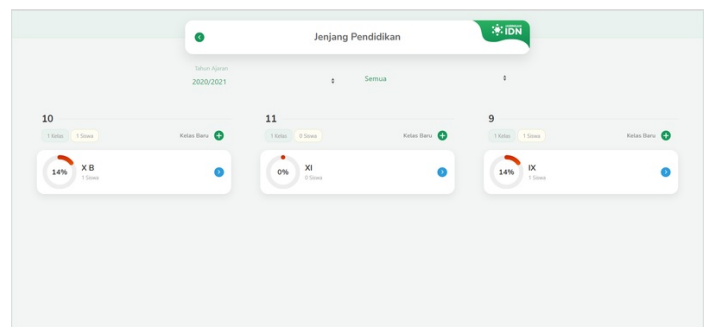 Jenjang Pendidikan
IDN
Tahun Ajaran
2020/2021
Semua
10
1 Kelas
1 Siswa
Kelas Baru
14%
X B
1 Siswa
11
1 Kelas
0 Siswa
Kelas Baru
0%
XI
0 Siswa
9
1 Kelas
1 Siswa
Kelas Baru
14%
IX
1 Siswa